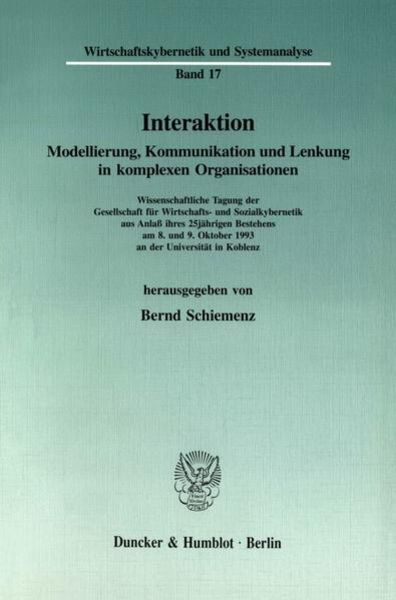 Wirtschaftskybernetik und Systemanalyse
Band 17
Interaktion
Modellierung, Kommunikation und Lenkung
in komplexen Organisationen
Wissenschaftliche Tagung der
Gesellschaft für Wirtschafts- und Sozialkybernetik
aus Anlaß ihres 25jährigen Bestehens
am 8. und 9. Oktober 1993
an der Universität in Koblenz
herausgegeben von
Bernd Schiemenz
Duncker & Humblot · Berlin